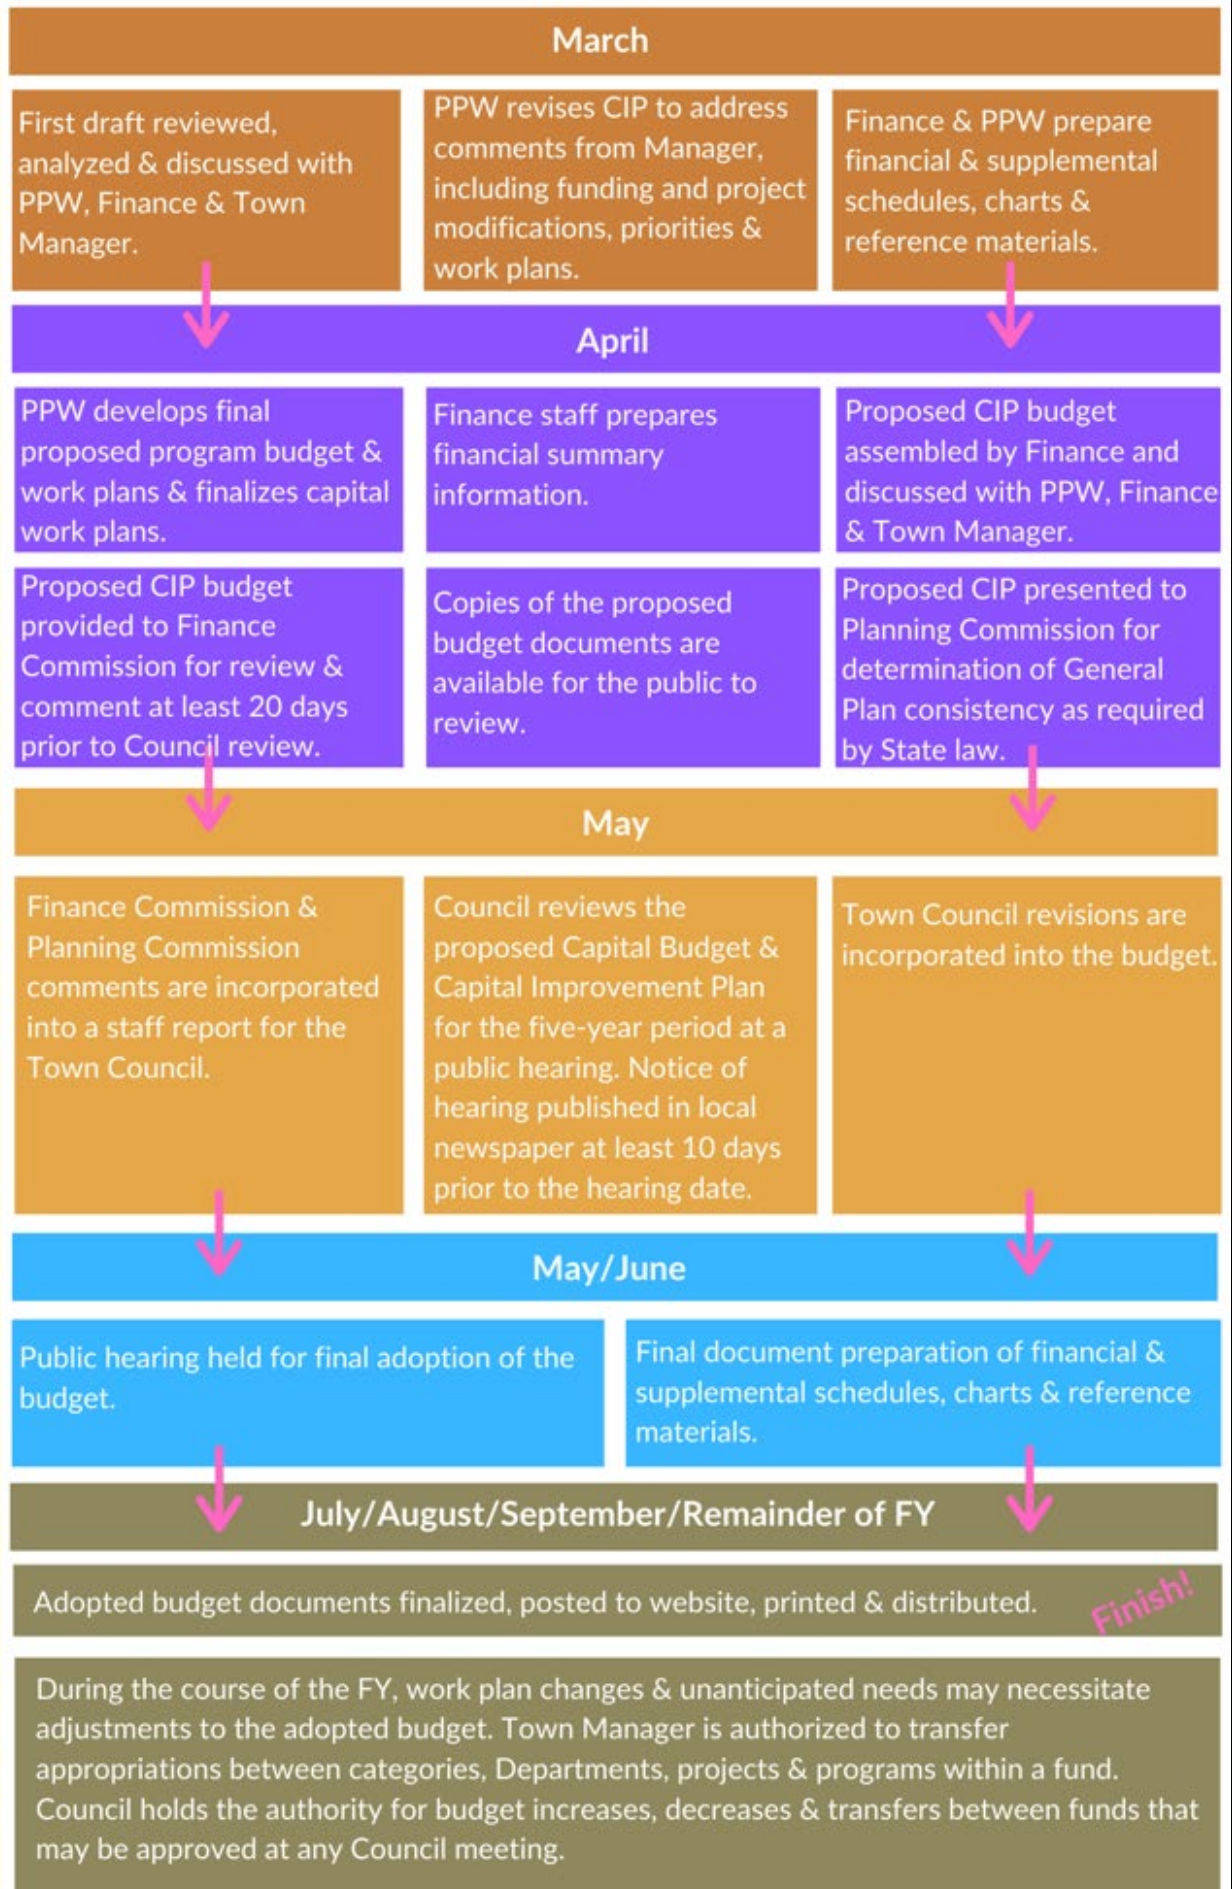 March
First draft reviewed,
analyzed & discussed with
PPW, Finance & Town
Manager.
PPW revises CIP to address
comments from Manager,
including funding and project
modifications, priorities &
work plans.
Finance & PPW prepare
financial & supplemental
schedules, charts &
reference materials.
April
PPW develops final
proposed program budget &
work plans & finalizes capital
work plans.
Finance staff prepares
financial summary
information.
Proposed CIP budget
assembled by Finance and
discussed with PPW, Finance
& Town Manager.
Proposed CIP budget
provided to Finance
Commission for review &
comment at least 20 days
prior to Council review.
Copies of the proposed
budget documents are
available for the public to
review.
Proposed CIP presented to
Planning Commission for
determination of General
Plan consistency as required
by State law.
May
Finance Commission &
Planning Commission
comments are incorporated
into a staff report for the
Town Council.
Council reviews the
proposed Capital Budget &
Capital Improvement Plan
for the five-year period at a
public hearing. Notice of
hearing published in local
newspaper at least 10 days
prior to the hearing date.
Town Council revisions are
incorporated into the budget.
May/June
Public hearing held for final adoption of the
budget.
Final document preparation of financial &
supplemental schedules, charts & reference
materials.
July/August/September/Remainder of FY
Adopted budget documents finalized, posted to website, printed & distributed.
Finish!
During the course of the FY, work plan changes & unanticipated needs may necessitate
adjustments to the adopted budget. Town Manager is authorized to transfer
appropriations between categories, Departments, projects & programs within a fund.
Council holds the authority for budget increases, decreases & transfers between funds that
may be approved at any Council meeting.